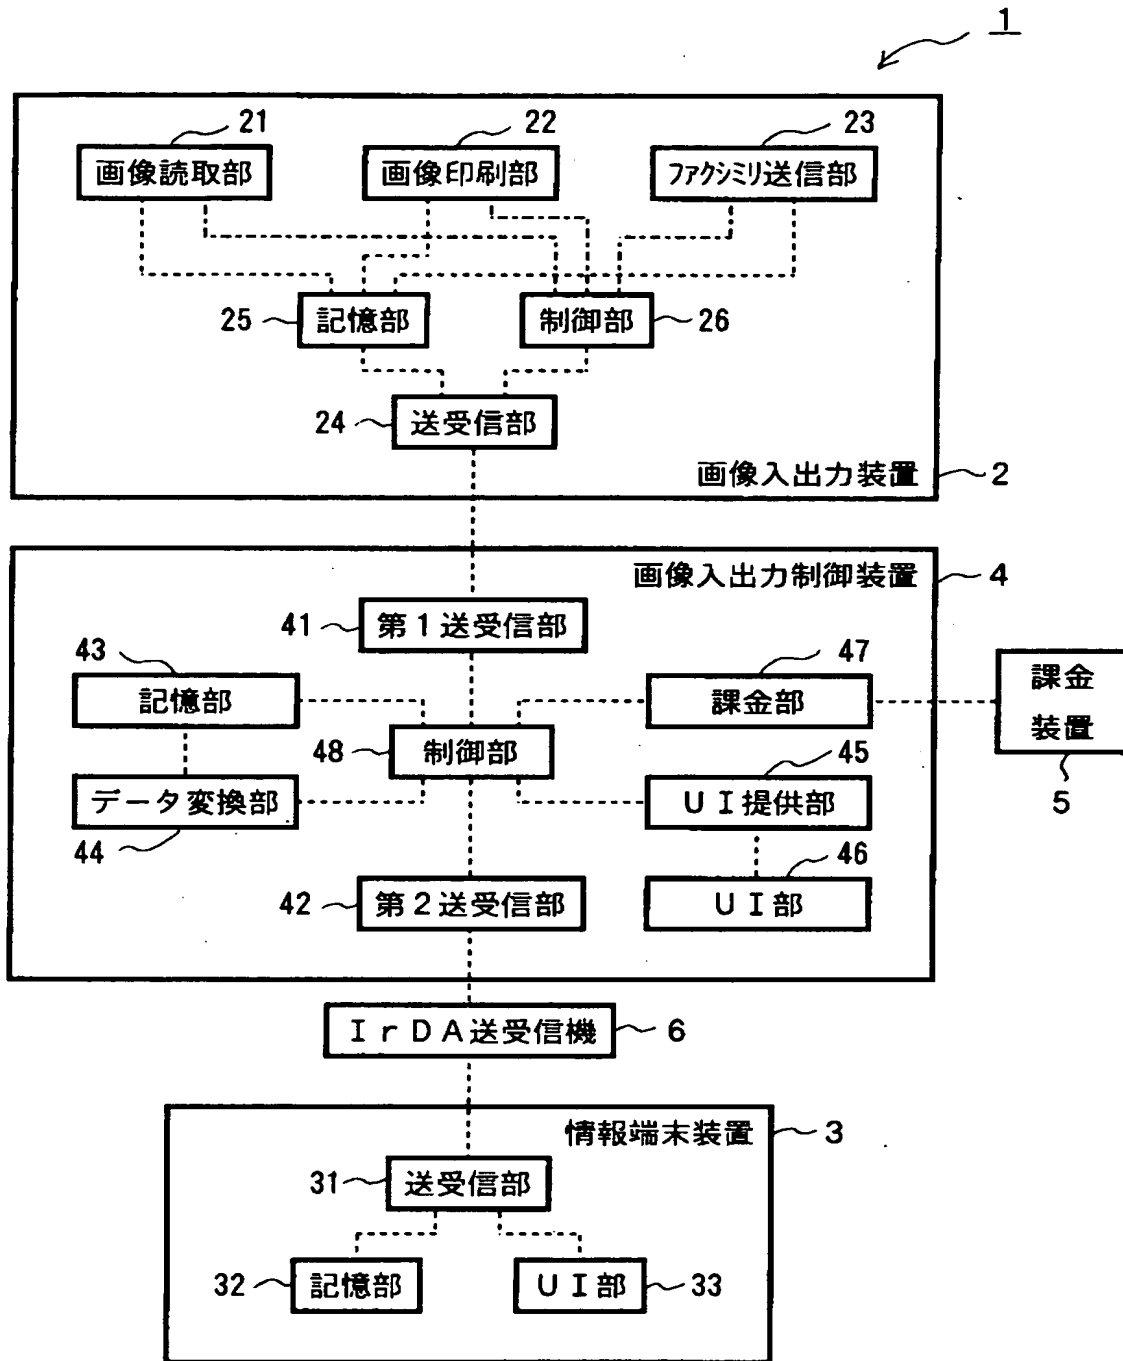 1
21
22
23
画像読取部
画像印刷部
ファクシミリ送信部
25
記憶部
制御部
26
24
送受信部
画像入出力装置
2
画像入出力制御装置
4
41
第1送受信部
43
47
記憶部
課金部
課金
装置
5
48
制御部
45
データ変換部
UI提供部
44
46
42
第2送受信部
UI部
IrDA送受信機
6
情報端末装置
3
31
送受信部
32
記憶部
UI部
33